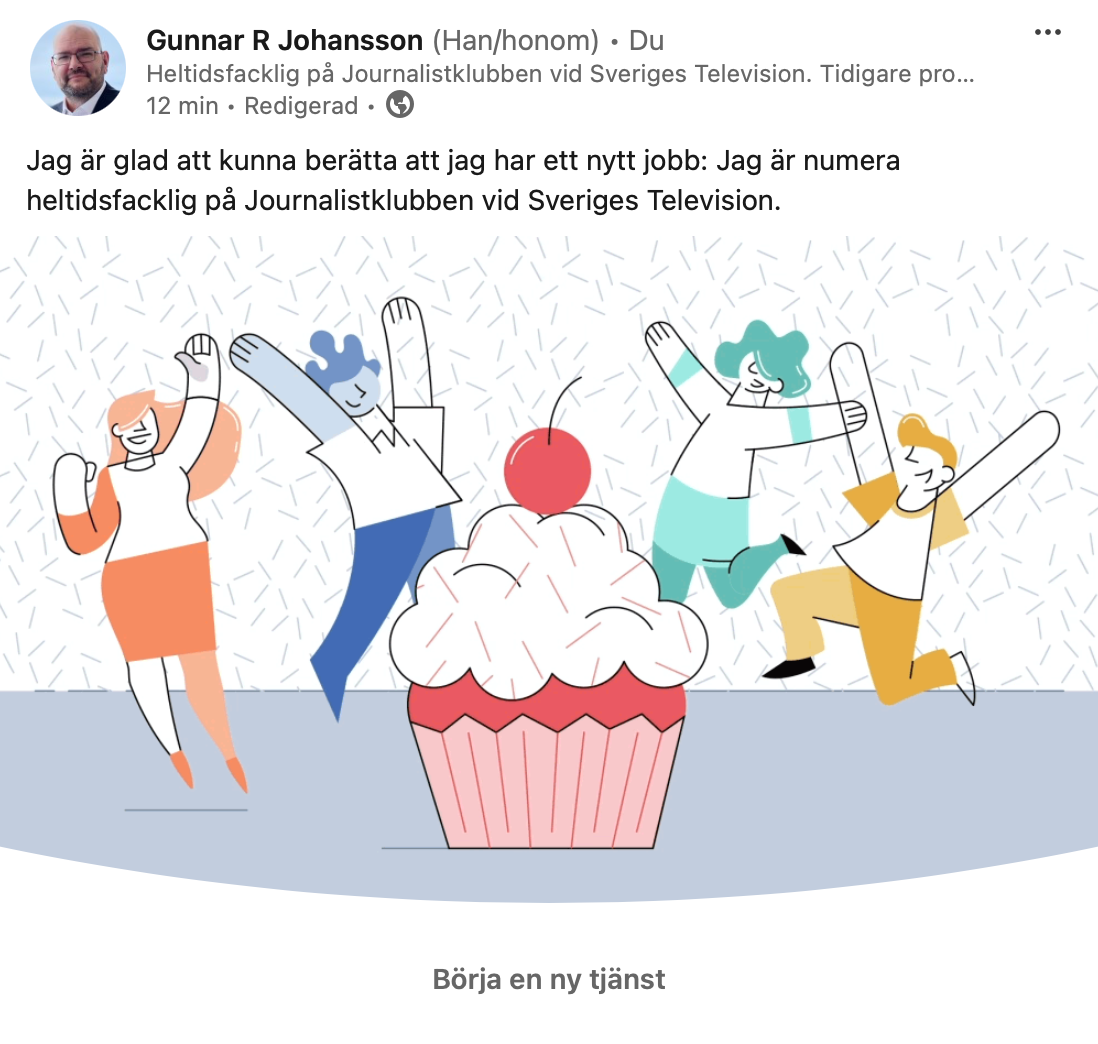 Gunnar R Johansson (Han/honom) • Du
Heltidsfacklig på Journalistklubben vid Sveriges Television. Tidigare pro...
12 min • Redigerad •
Jag är glad att kunna berätta att jag har ett nytt jobb: Jag är numera
heltidsfacklig på Journalistklubben vid Sveriges Television.
Börja en ny tjänst